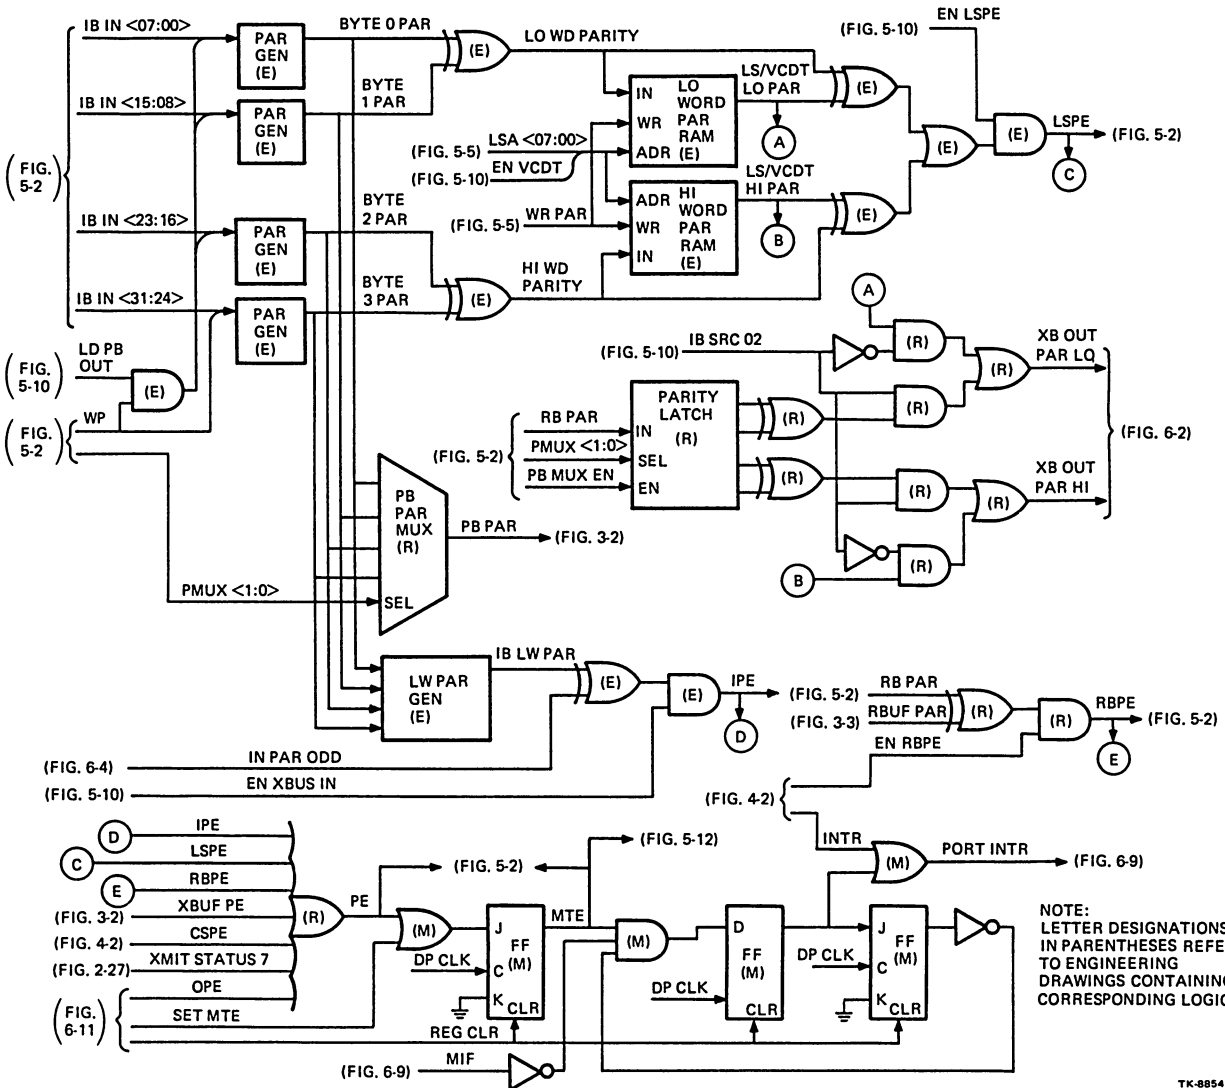 IB IN <07:00>
PAR
GEN
(E)
BYTE 0 PAR
(E)
LO WD PARITY
EN LSPE
(FIG. 5-10)
IB IN <15:08>
PAR
GEN
(E)
BYTE
1 PAR
IN
WR
ADR
LO
WORD
PAR
RAM
(E)
LS/VCDT
LO PAR
A
(E)
(E)
(E)
LSPE
(FIG. 5-2)
C
LSA <07:00>
(FIG. 5-5)
EN VCDT
(FIG. 5-10)
(FIG.
5-2)
IB IN <23:16>
PAR
GEN
(E)
BYTE
2 PAR
WR PAR
(FIG. 5-5)
ADR
WR
IN
HI
WORD
PAR
RAM
(E)
LS/VCDT
HI PAR
B
(E)
IB IN <31:24>
PAR
GEN
(E)
BYTE
3 PAR
(E)
HI WD
PARITY
A
LD PB
OUT
(FIG.
5-10)
(E)
WP
(FIG.
5-2)
IB SRC 02
(FIG. 5-10)
(R)
(R)
(R)
XB OUT
PAR LO
RB PAR
PMUX <1:0>
PB MUX EN
(FIG. 5-2)
PARITY
LATCH
(R)
IN
SEL
EN
(R)
(R)
(FIG. 6-2)
(R)
(R)
XB OUT
PAR HI
(R)
B
PB
PAR
MUX
(R)
SEL
PB PAR
(FIG. 3-2)
PMUX <1:0>
LW PAR
GEN
(E)
IB LW PAR
(E)
(E)
IPE
D
(FIG. 5-2)
RB PAR
(FIG. 3-3)
RBUF PAR
(R)
(R)
RBPE
(FIG. 5-2)
E
EN RBPE
(FIG. 6-4)
IN PAR ODD
(FIG. 5-10)
EN XBUS IN
(FIG. 4-2)
INTR
(M)
PORT INTR
(FIG. 6-9)
D
IPE
C
LSPE
E
RBPE
(FIG. 3-2)
XBUF PE
(FIG. 4-2)
CSPE
(FIG. 2-27)
XMIT STATUS 7
OPE
(FIG.
6-11)
SET MTE
REG CLR
(R)
PE
(FIG. 5-2)
(FIG. 5-12)
(M)
J
FF
(M)
C
K
CLR
DP CLK
MTE
(M)
D
FF
(M)
CLR
DP CLK
J
FF
(M)
C
K
CLR
DP CLK
(FIG. 6-9)
MIF
NOTE:
LETTER DESIGNATIONS
IN PARENTHESES REFE
TO ENGINEERING
DRAWINGS CONTAINING
CORRESPONDING LOGIC
TK-8854